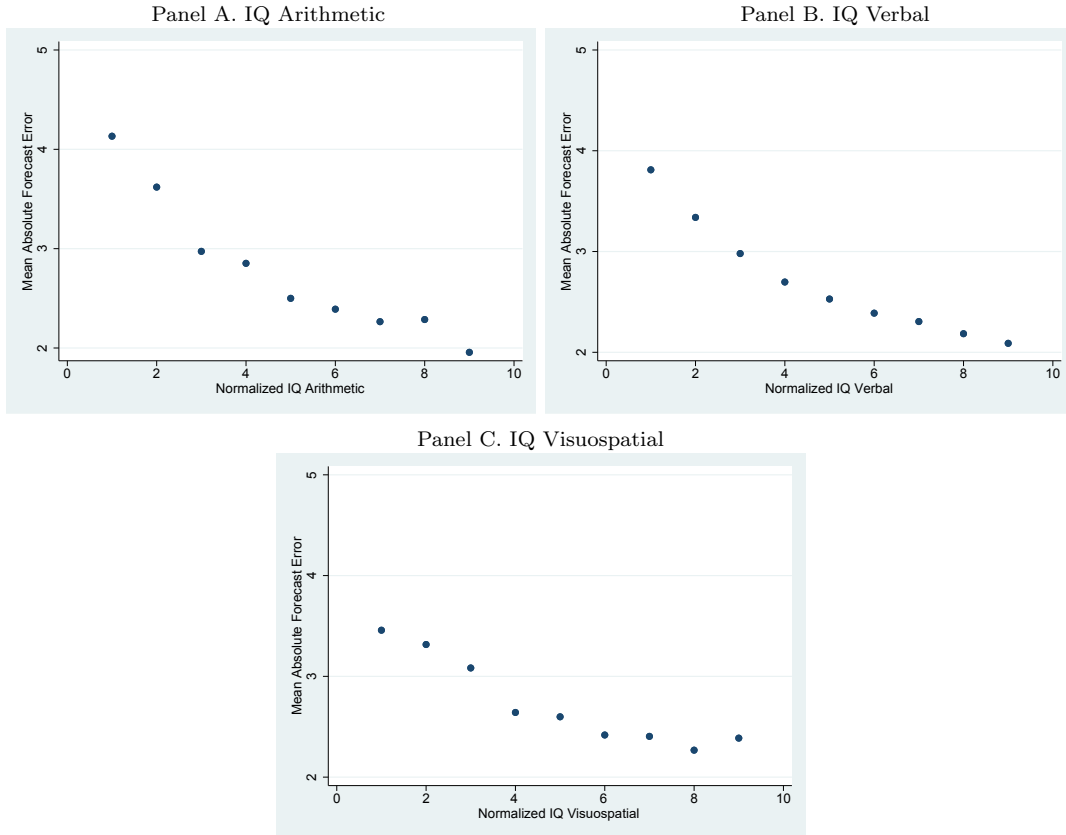 Panel A. IQ Arithmetic
5
4
3
2
Mean Absolute Forecast Error
0 2 4 6 8 10
Normalized IQ Arithmetic
Panel B. IQ Verbal
5
4
3
2
Mean Absolute Forecast Error
0 2 4 6 8 10
Normalized IQ Verbal
Panel C. IQ Visuospatial
5
4
3
2
Mean Absolute Forecast Error
0 2 4 6 8 10
Normalized IQ Visuospatial